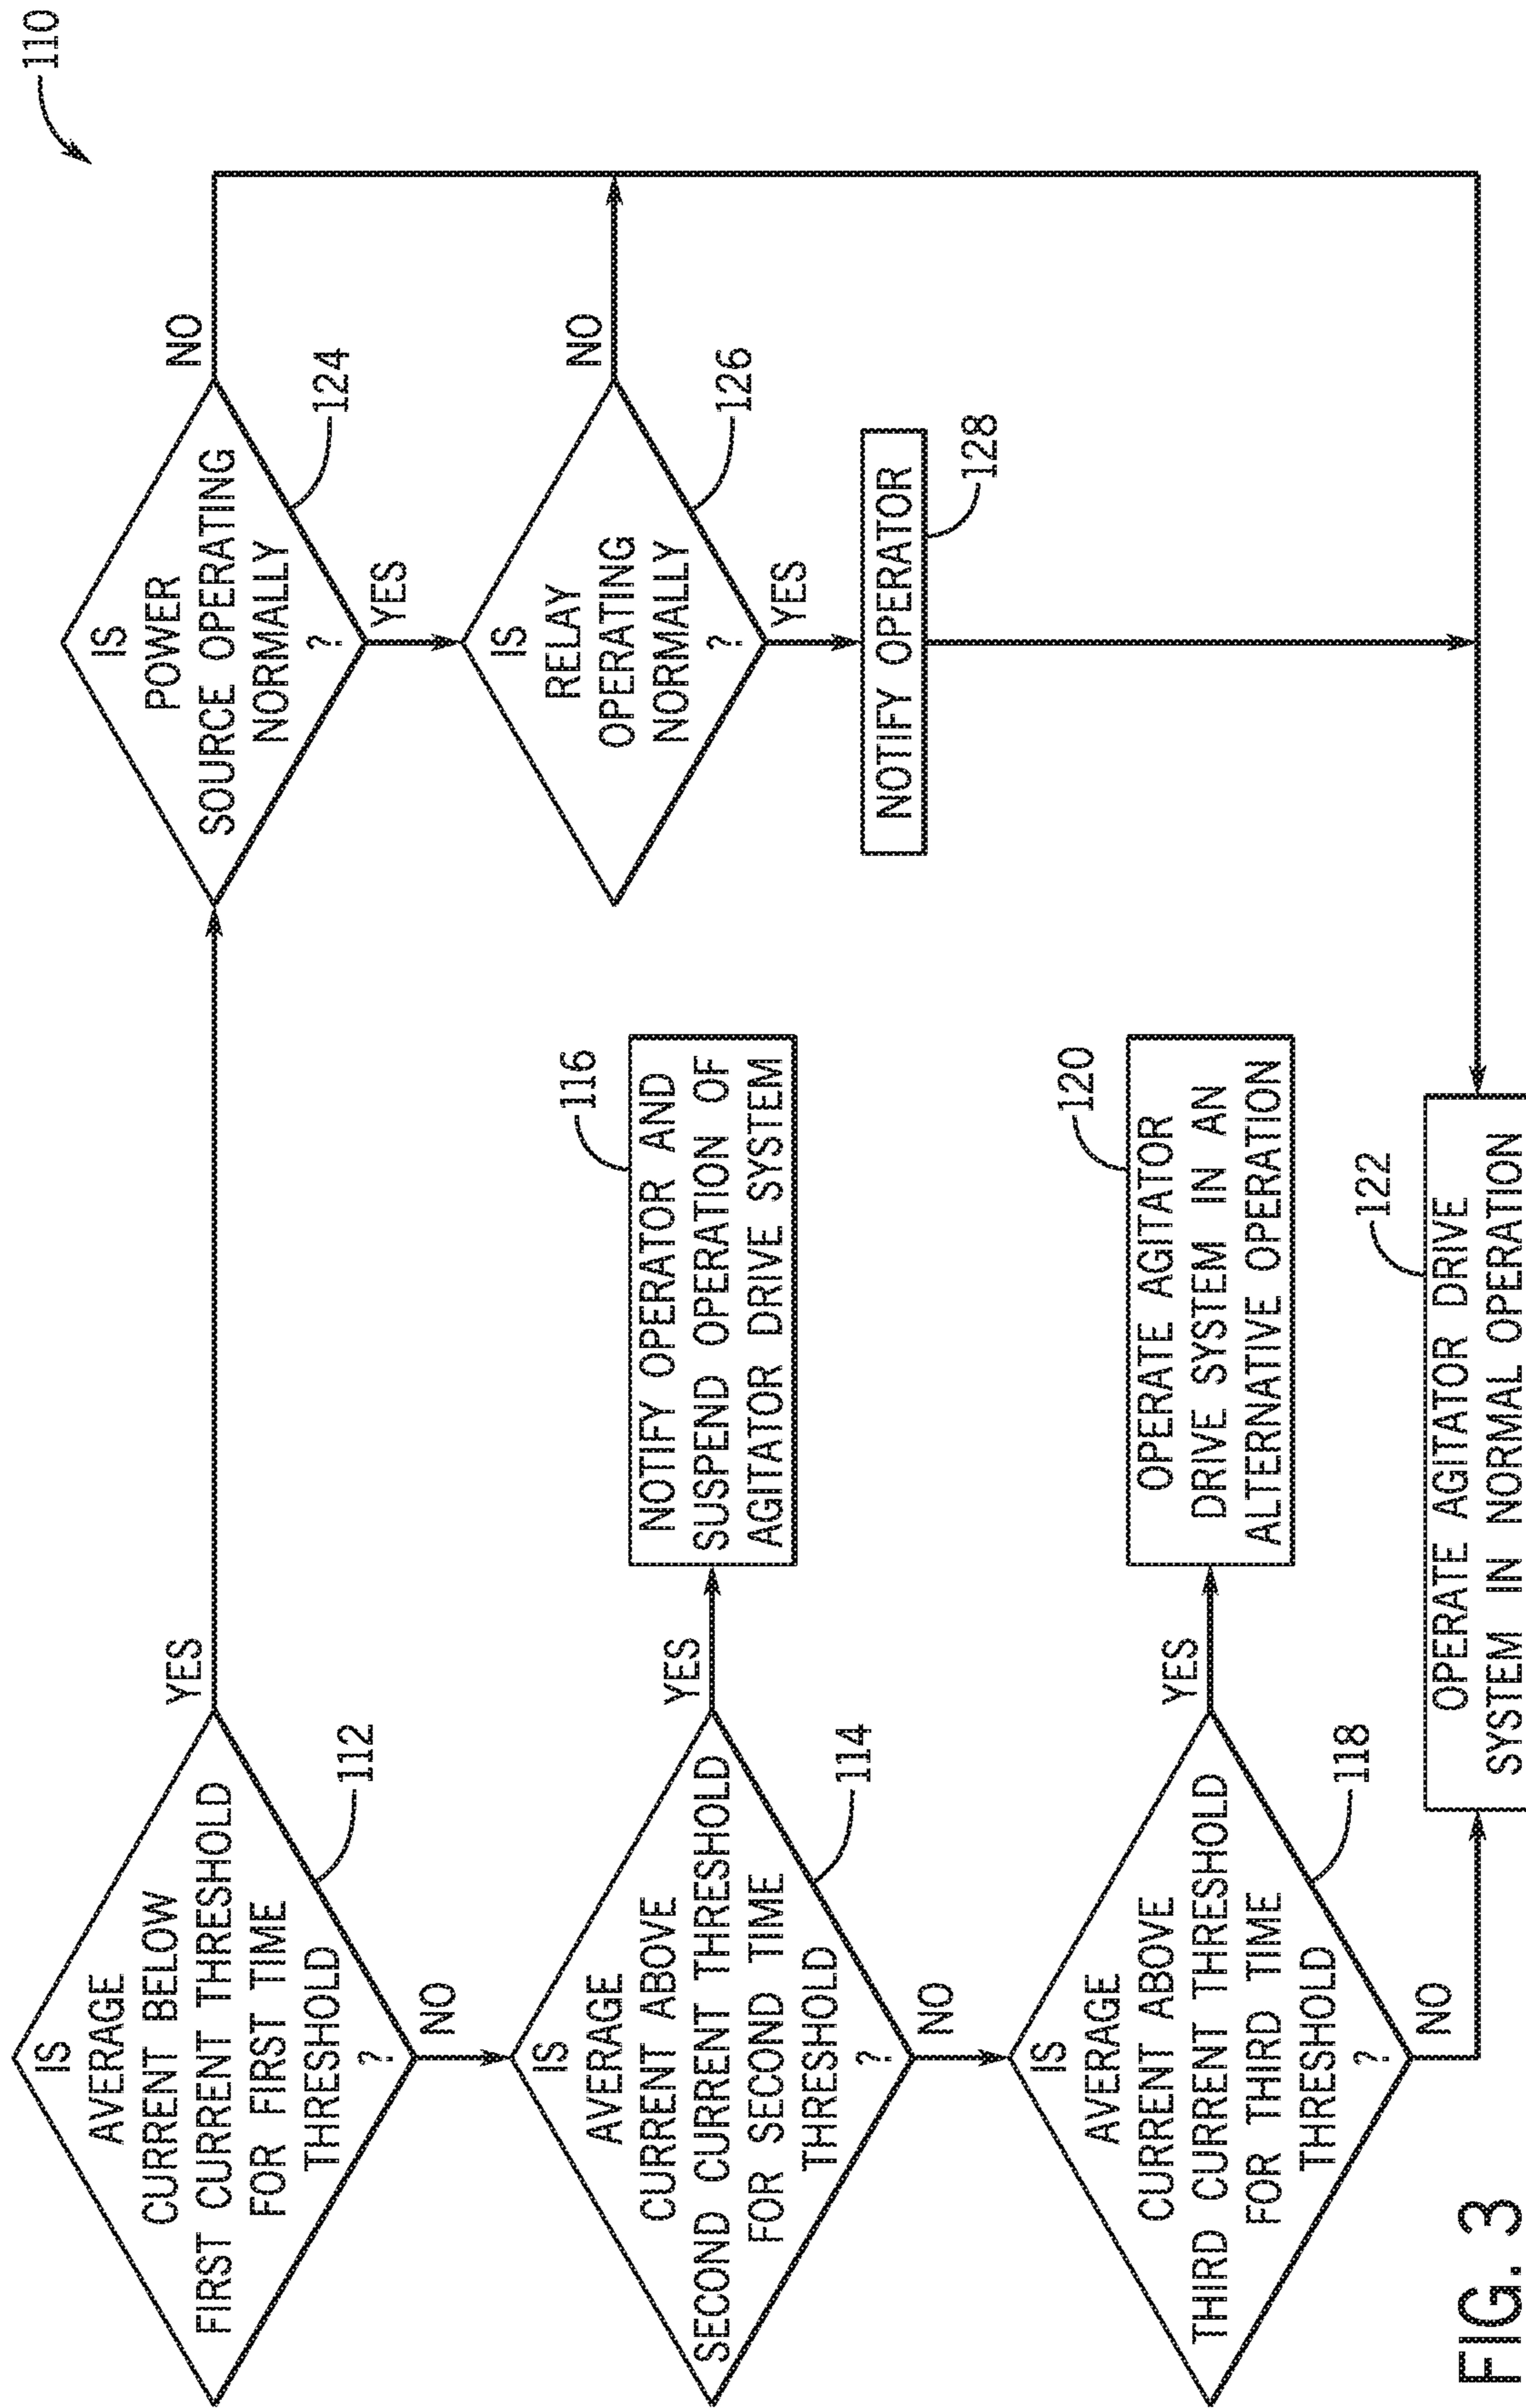 110
IS
AVERAGE
CURRENT BELOW
FIRST CURRENT THRESHOLD
FOR FIRST TIME
THRESHOLD
?
112
YES
NO
IS
POWER
SOURCE OPERATING
NORMALLY
?
124
NO
YES
IS
AVERAGE
CURRENT ABOVE
SECOND CURRENT THRESHOLD
FOR SECOND TIME
THRESHOLD
?
114
YES
NO
116
NOTIFY OPERATOR AND
SUSPEND OPERATION OF
AGITATOR DRIVE SYSTEM
IS
RELAY
OPERATING
NORMALLY
?
126
NO
YES
NOTIFY OPERATOR
128
IS
AVERAGE
CURRENT ABOVE
THIRD CURRENT THRESHOLD
FOR THIRD TIME
THRESHOLD
?
118
YES
NO
120
OPERATE AGITATOR
DRIVE SYSTEM IN AN
ALTERNATIVE OPERATION
122
OPERATE AGITATOR DRIVE
SYSTEM IN NORMAL OPERATION
FIG. 3